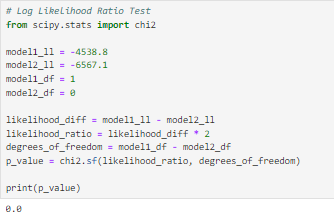 # Log Likelihood Ratio Test
from scipy.stats import chi2
model1_ll = -4538.8
model2_ll = -6567.1
model1_df = 1
model2_df = 0
likelihood_diff = model1_ll - model2_ll
likelihood_ratio = likelihood_diff * 2
degrees_of_freedom = model1_df - model2_df
p_value = chi2.sf(likelihood_ratio, degrees_of_freedom)
print(p_value)
0.0